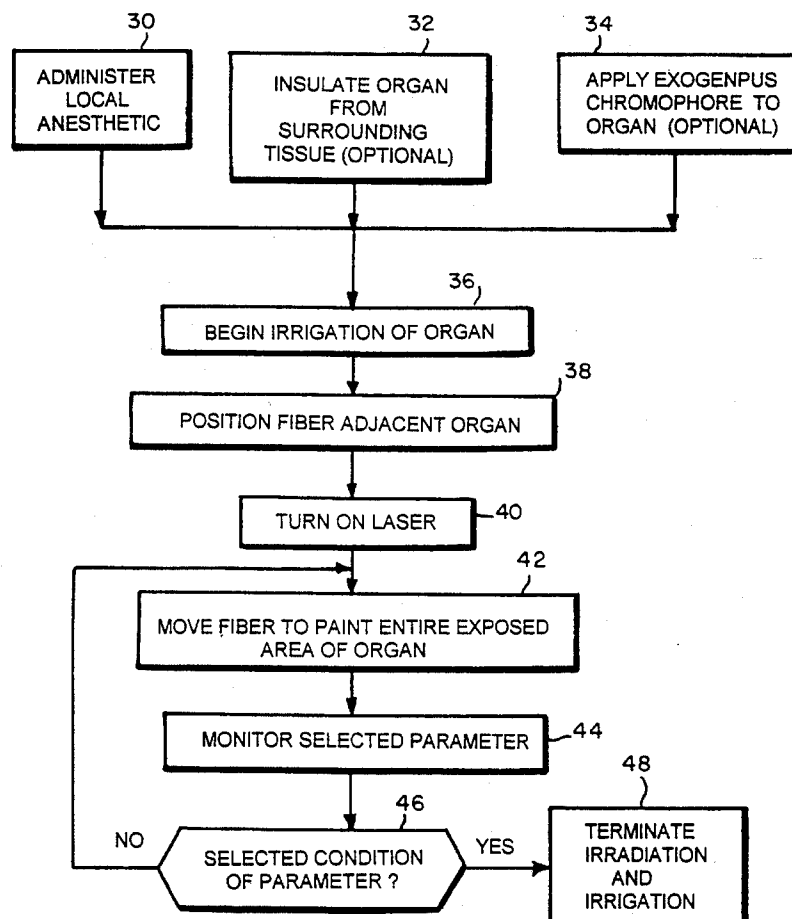 30
ADMINISTER
LOCAL
ANESTHETIC
32
INSULATE ORGAN
FROM
SURROUNDING
TISSUE (OPTIONAL)
34
APPLY EXOGENPUS
CHROMOPHORE TO
ORGAN (OPTIONAL)
36
BEGIN IRRIGATION OF ORGAN
38
POSITION FIBER ADJACENT ORGAN
TURN ON LASER
40
42
MOVE FIBER TO PAINT ENTIRE EXPOSED
AREA OF ORGAN
MONITOR SELECTED PARAMETER
44
46
NO
SELECTED CONDITION
OF PARAMETER ?
YES
48
TERMINATE
IRRADIATION
AND
IRRIGATION